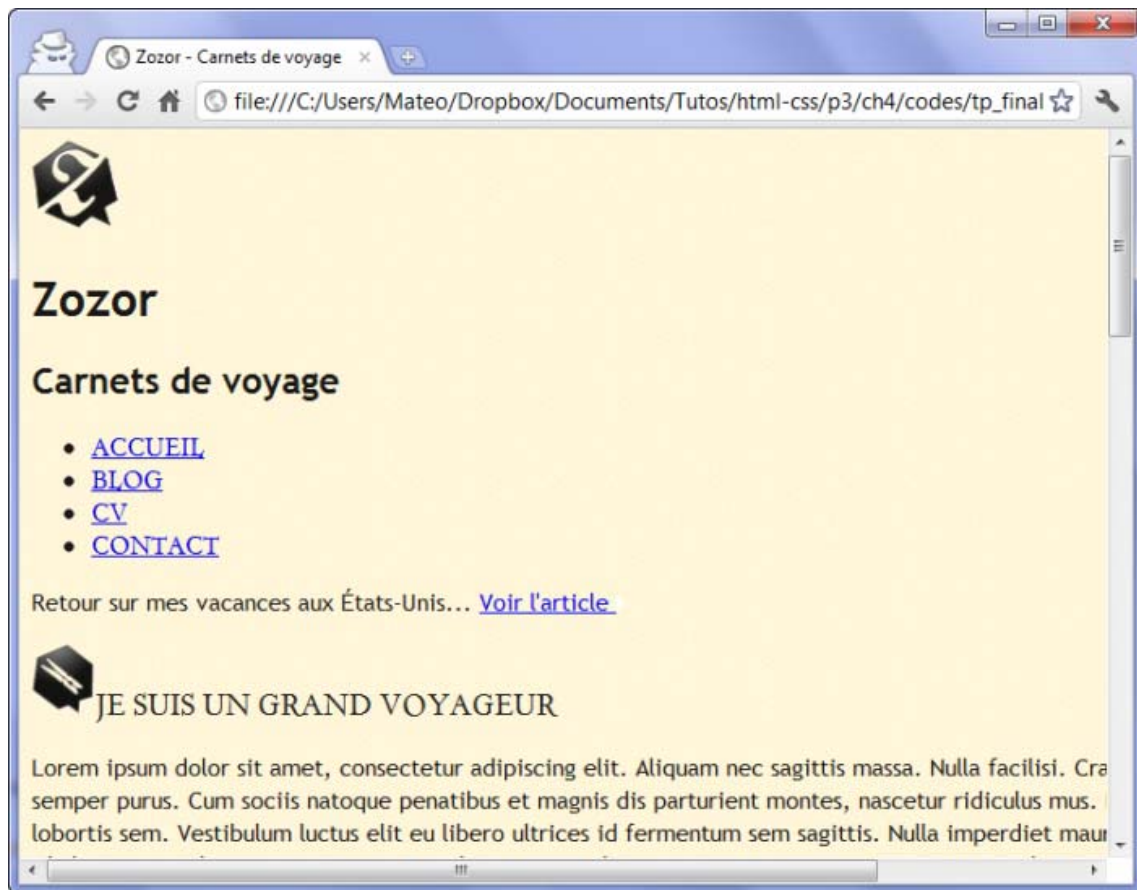 Zozor - Carnets de voyage
file:///C:/Users/Mateo/Dropbox/Documents/Tutos/html-css/p3/ch4/codes/tp_final
Zozor
Carnets de voyage
ACCUEIL
BLOG
CV
CONTACT
Retour sur mes vacances aux États-Unis... Voir l'article
JE SUIS UN GRAND VOYAGEUR
Lorem ipsum dolor sit amet, consectetur adipiscing elit. Aliquam nec sagittis massa. Nulla facilisi. Cra
semper purus. Cum sociis natoque penatibus et magnis dis parturient montes, nascetur ridiculus mus.
lobortis sem. Vestibulum luctus elit eu libero ultrices id fermentum sem sagittis. Nulla imperdiet maur